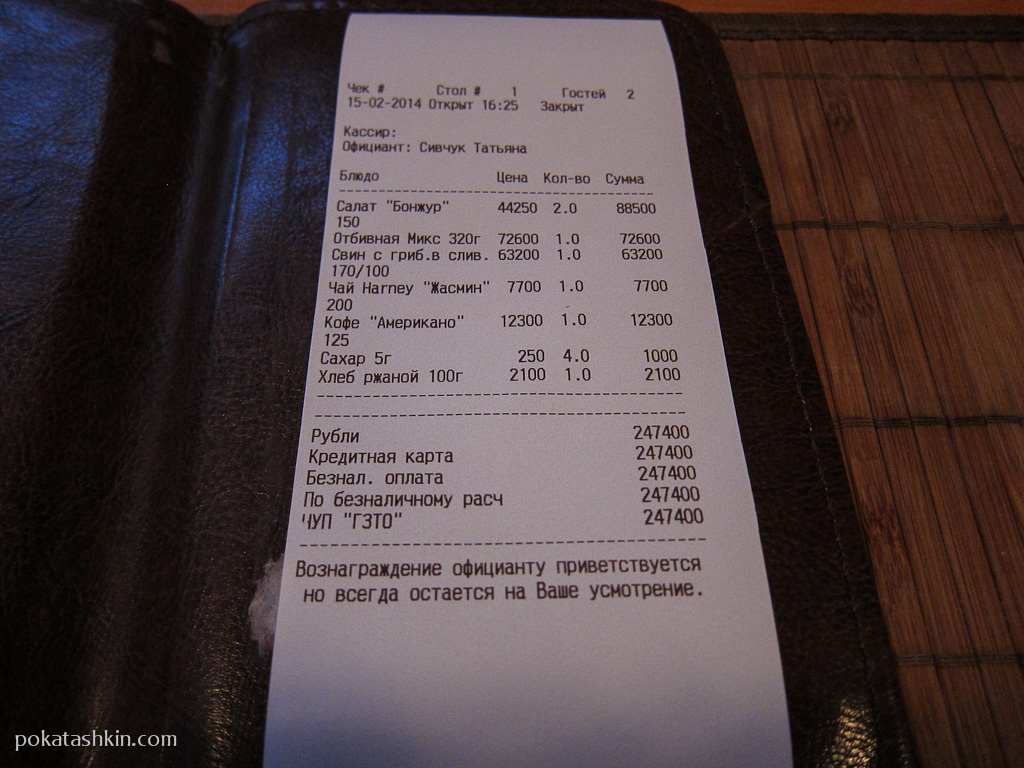 Чек # Стол # 1 Гостей 2
15-02-2014 Открыт 16:25 Закрыт
Кассир:
Официант: Сивчук Татьяна
Блюдо Цена Кол-во Сумма
Салат "Бонжур" 44250 2.0 88500
150
Отбивная Микс 320г 72600 1.0 72600
Свин с гриб.в слив. 63200 1.0 63200
170/100
Чай Harney "Жасмин" 7700 1.0 7700
200
Кофе "Американо" 12300 1.0 12300
125
Сахар 5г 250 4.0 1000
Хлеб ржаной 100г 2100 1.0 2100
Рубли 247400
Кредитная карта 247400
Безнал. оплата 247400
По безналичному расч 247400
ЧУП "ГЗТО" 247400
Вознаграждение официанту приветствуется
но всегда остается на Ваше усмотрение.
pokatashkin.com